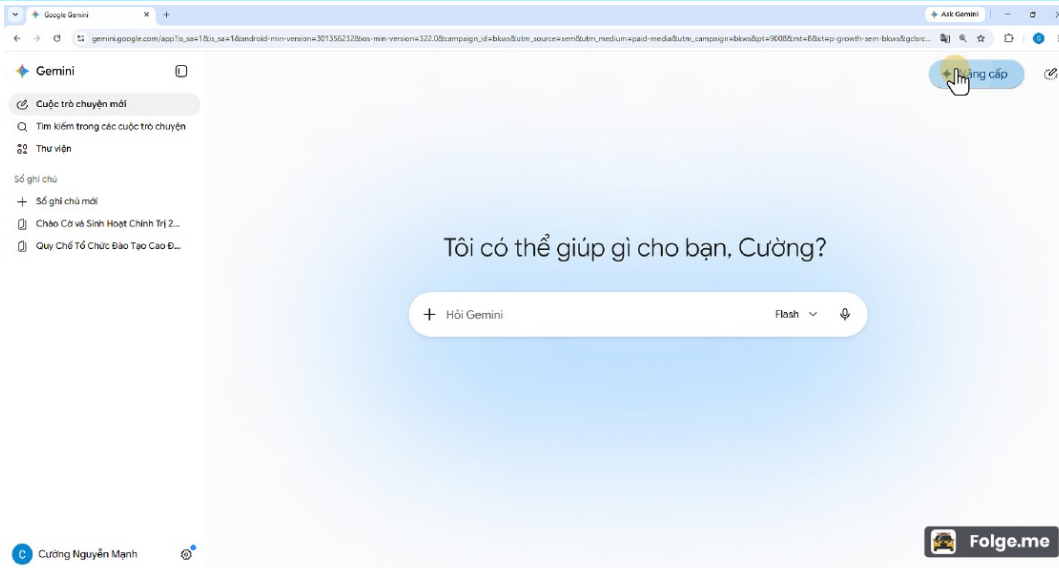 Google Gemini
Ask Gemini
Gemini
Nâng cấp
Cuộc trò chuyện mới
Tìm kiếm trong các cuộc trò chuyện
Thư viện
Sổ ghi chú
Sổ ghi chú mới
Chào Cờ và Sinh Hoạt Chính Trị 2...
Quy Chế Tổ Chức Đào Tạo Cao Đ...
Tôi có thể giúp gì cho bạn, Cường?
Hỏi Gemini
Flash
C
Cường Nguyễn Mạnh
Folge.me